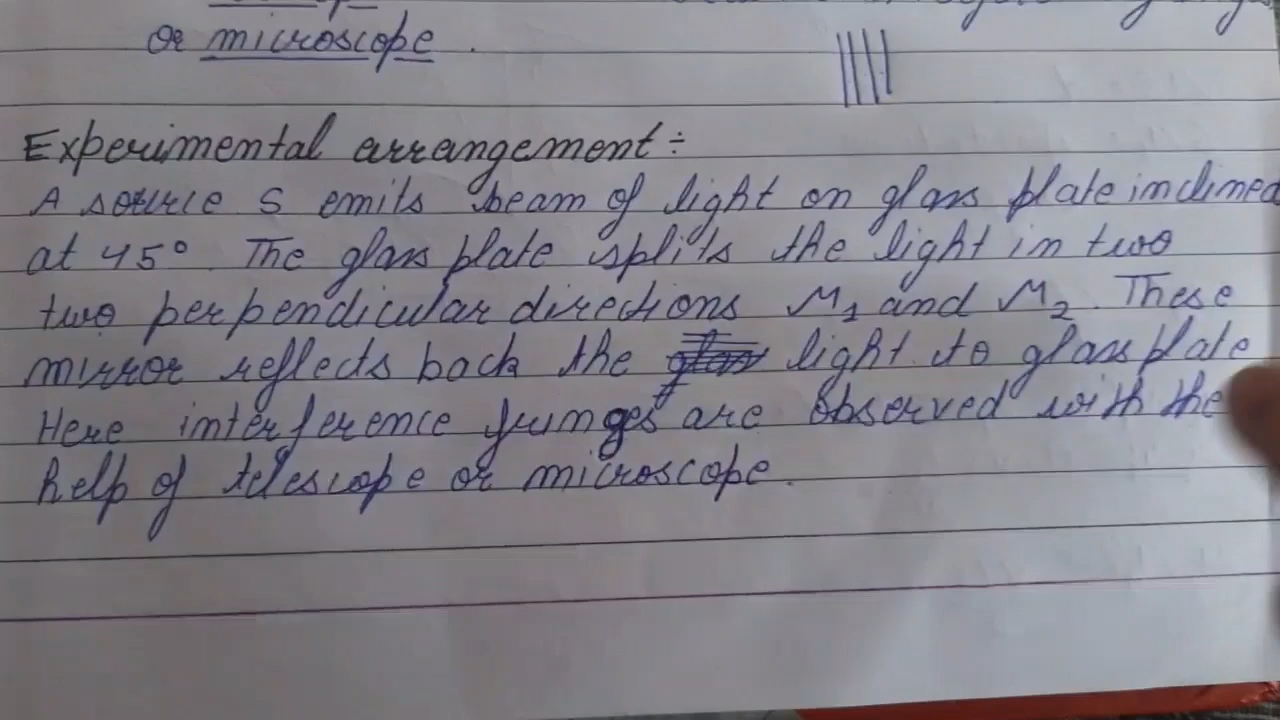 or microscope.
Experimental arrangement :-
A source S emits beam of light on glass plate inclined
at 45°. The glass plate splits the light in two
two perpendicular directions M1 and M2. These
mirror reflects back the light to glass plate
Here interference fringes are observed with the
help of telescope or microscope.